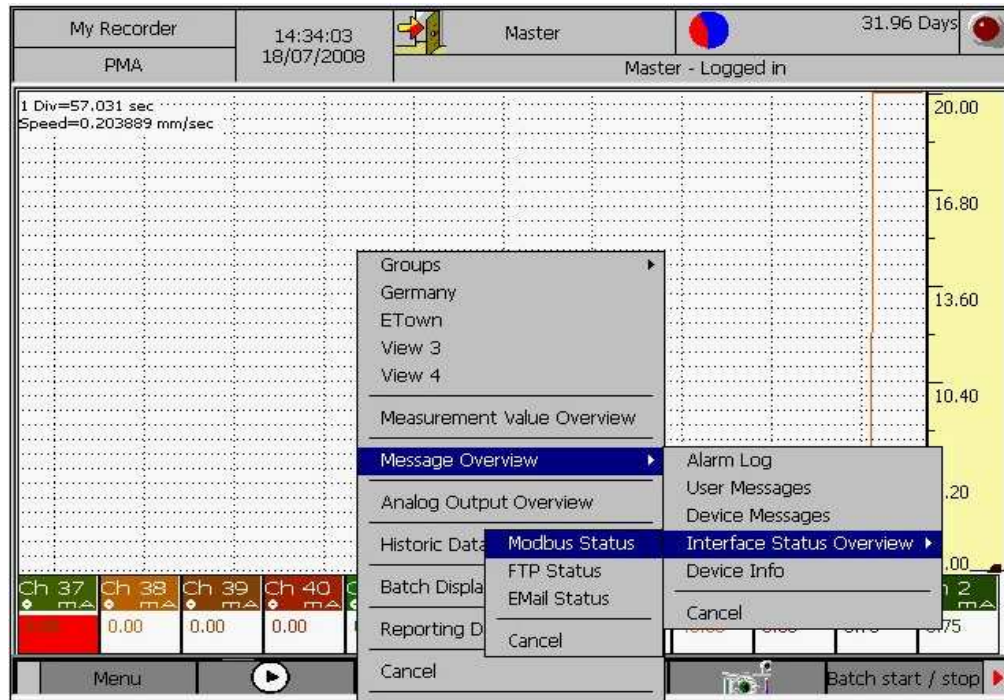 My Recorder
PMA
14:34:03
18/07/2008
Master
31.96 Days
Master - Logged in
1 Div=57.031 sec
Speed=0.203889 mm/sec
20.00
16.80
13.60
10.40
.20
.00
Groups
Germany
ETown
View 3
View 4
Measurement Value Overview
Message Overview
Analog Output Overview
Historic Data
Batch Displa
Reporting D
Cancel
Alarm Log
User Messages
Device Messages
Interface Status Overview
Device Info
Cancel
Modbus Status
FTP Status
EMail Status
Cancel
Ch 37
mA
Ch 38
mA
0.00
Ch 39
mA
0.00
Ch 40
mA
0.00
2
mA
Menu
Batch start / stop